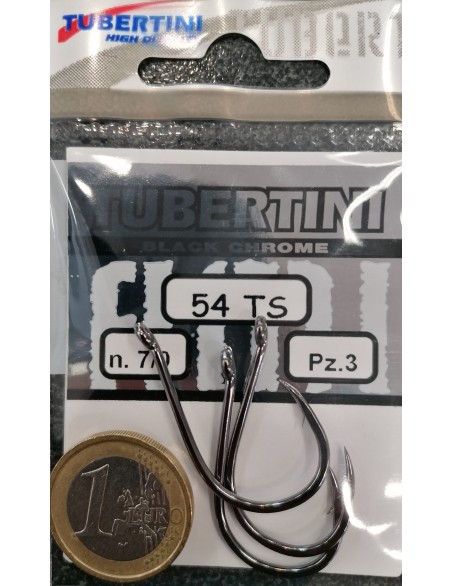 TUBERTINI
HIGH QUALITY
TUBERTINI
BLACK CHROME
54 TS
n. 7/0
Pz.3
1 EURO